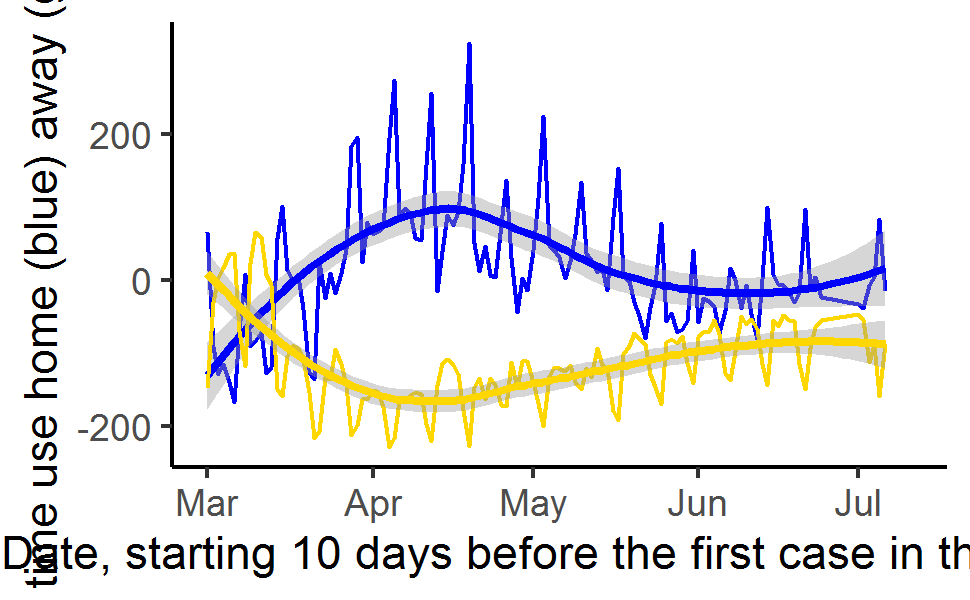 time use home (blue) away (g
200
0
-200
Mar Apr May Jun Jul
Date, starting 10 days before the first case in th